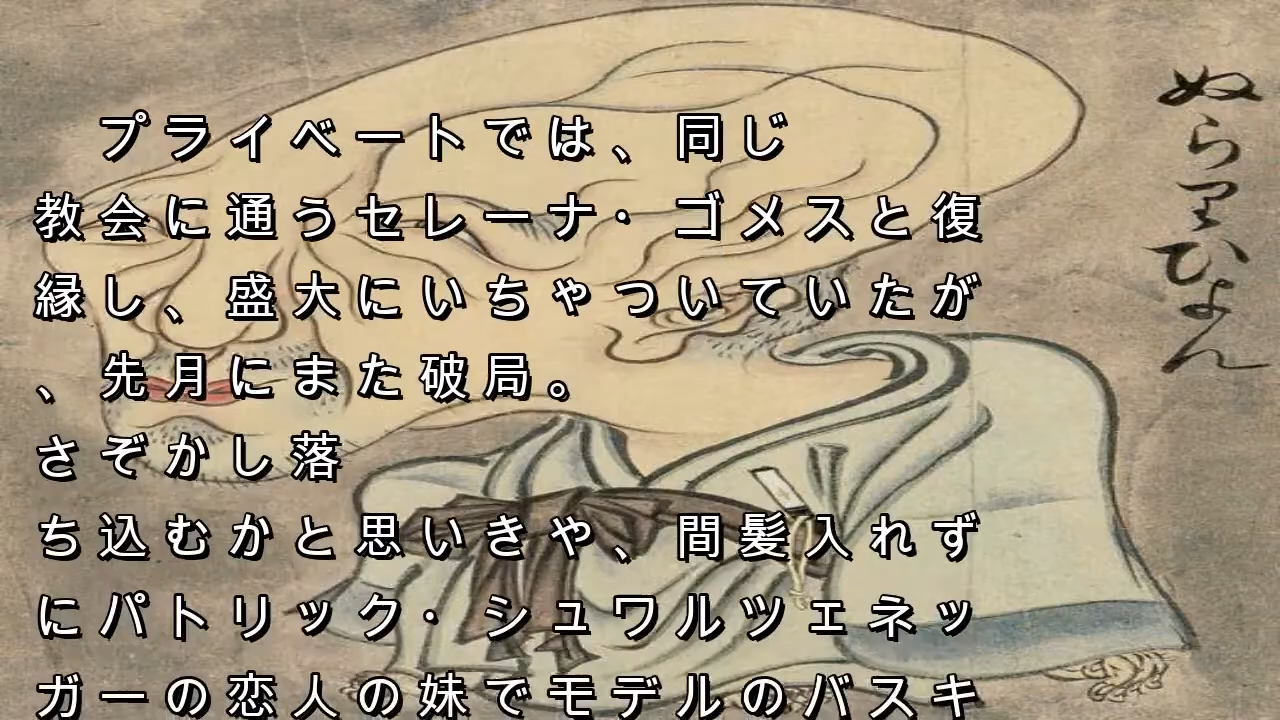 プライベートでは、同じ
教会に通うセレーナ・ゴメスと復
縁し、盛大にいちゃついていたが
、先月にまた破局。
さぞかし落
ち込むかと思いきや、間髪入れず
にパトリック・シュワルツェネッ
ガーの恋人の妹でモデルのバスキ
ぬらりひょん